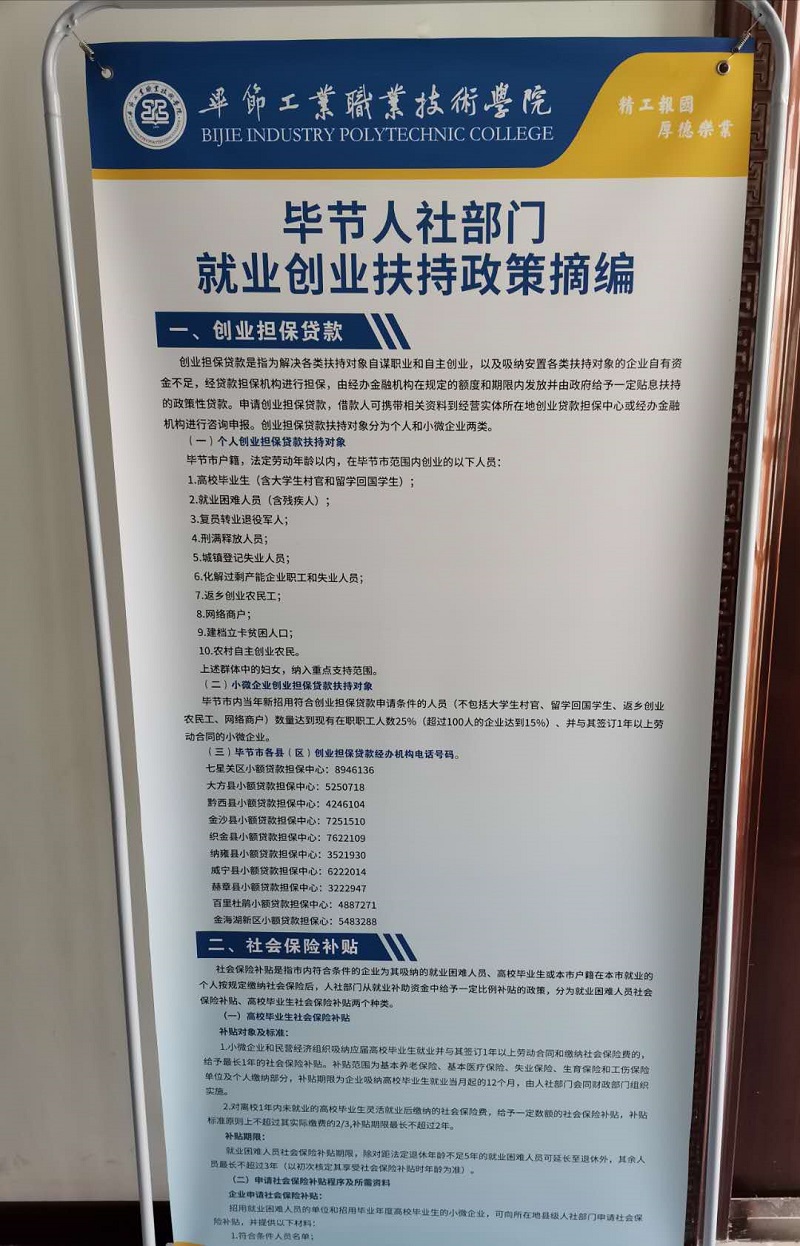 畢節工業職業技術學院
BIJIE INDUSTRY POLYTECHNIC COLLEGE
精工報國
厚德樂業
毕节人社部门
就业创业扶持政策摘编
一、创业担保贷款
创业担保贷款是指为解决各类扶持对象自谋职业和自主创业，以及吸纳安置各类扶持对象的企业自有资
金不足，经贷款担保机构进行担保，由经办金融机构在规定的额度和期限内发放并由政府给予一定贴息扶持
的政策性贷款。申请创业担保贷款，借款人可携带相关资料到经营实体所在地创业贷款担保中心或经办金融
机构进行咨询申报。创业担保贷款扶持对象分为个人和小微企业两类。
（一）个人创业担保贷款扶持对象
毕节市户籍，法定劳动年龄以内，在毕节市范围内创业的以下人员：
1.高校毕业生（含大学生村官和留学回国学生）；
2.就业困难人员（含残疾人）；
3.复员转业退役军人；
4.刑满释放人员；
5.城镇登记失业人员；
6.化解过剩产能企业职工和失业人员；
7.返乡创业农民工；
8.网络商户；
9.建档立卡贫困人口；
10.农村自主创业农民。
上述群体中的妇女，纳入重点支持范围。
（二）小微企业创业担保贷款扶持对象
毕节市内当年新招用符合创业担保贷款申请条件的人员（不包括大学生村官、留学回国学生、返乡创业
农民工、网络商户）数量达到现有在职职工人数25%（超过100人的企业达到15%）、并与其签订1年以上劳
动合同的小微企业。
（三）毕节市各县（区）创业担保贷款经办机构电话号码。
七星关区小额贷款担保中心：8946136
大方县小额贷款担保中心：5250718
黔西县小额贷款担保中心：4246104
金沙县小额贷款担保中心：7251510
织金县小额贷款担保中心：7622109
纳雍县小额贷款担保中心：3521930
威宁县小额贷款担保中心：6222014
赫章县小额贷款担保中心：3222947
百里杜鹃小额贷款担保中心：4887271
金海湖新区小额贷款担保心：5483288
二、社会保险补贴
社会保险补贴是指市内符合条件的企业为其吸纳的就业困难人员、高校毕业生或本市户籍在本市就业的
个人按规定缴纳社会保险后，人社部门从就业补助资金中给予一定比例补贴的政策，分为就业困难人员社会
保险补贴、高校毕业生社会保险补贴两个种类。
（一）高校毕业生社会保险补贴
补贴对象及标准：
1.小微企业和民营经济组织吸纳应届高校毕业生就业并与其签订1年以上劳动合同和缴纳社会保险费的，
给予最长1年的社会保险补贴。补贴范围为基本养老保险、基本医疗保险、失业保险、生育保险和工伤保险
单位及个人缴纳部分，补贴期限为企业吸纳高校毕业生就业当月起的12个月，由人社部门会同财政部门组织
实施。
2.对离校1年内未就业的高校毕业生灵活就业后缴纳的社会保险费，给予一定数额的社会保险补贴，补贴
标准原则上不超过其实际缴费的2/3,补贴期限最长不超过2年。
补贴期限：
就业困难人员社会保险补贴期限，除对距法定退休年龄不足5年的就业困难人员可延长至退休外，其余人
员最长不超过3年（以初次核定其享受社会保险补贴时年龄为准）。
（二）申请社会保险补贴程序及所需资料
企业申请社会保险补贴：
招用就业困难人员的单位和招用毕业年度高校毕业生的小微企业，可向所在地县级人社部门申请社会保
险补贴，并提供以下材料：
1.符合条件人员名单；